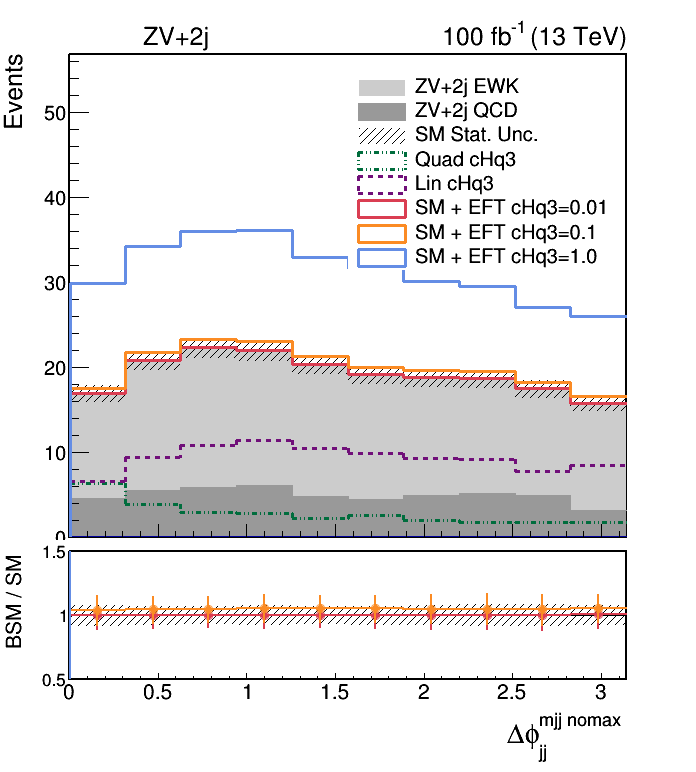 ZV+2j
100 fb-1 (13 TeV)
Events
50
40
30
20
10
0
ZV+2j EWK
ZV+2j QCD
SM Stat. Unc.
Quad cHq3
Lin cHq3
SM + EFT cHq3=0.01
SM + EFT cHq3=0.1
SM + EFT cHq3=1.0
BSM / SM
1.5
1
0.5
0 0.5 1 1.5 2 2.5 3
Δϕjj mjj nomax